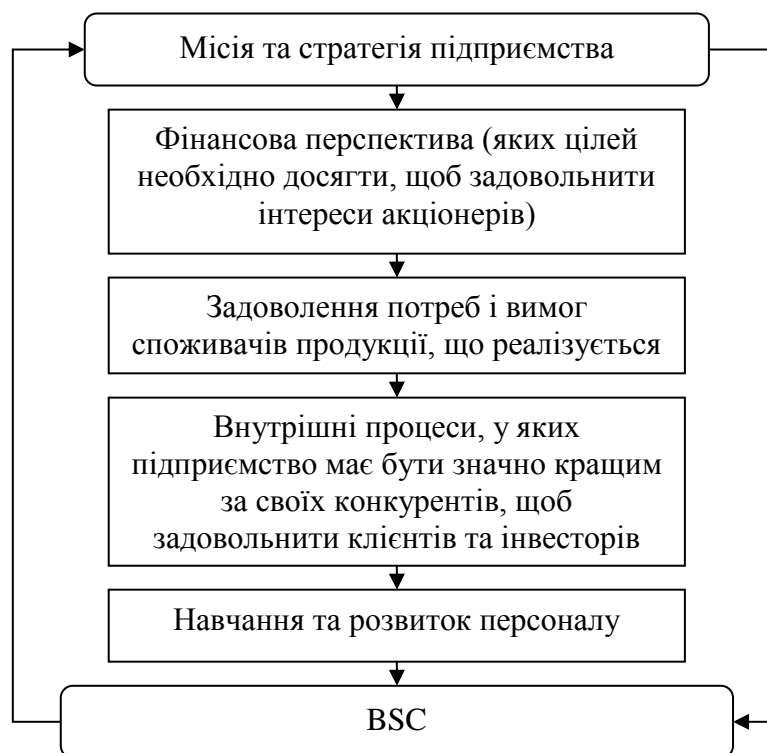 Місія та стратегія підприємства
Фінансова перспектива (яких цілей
необхідно досягти, щоб задовольнити
інтереси акціонерів)
Задоволення потреб і вимог
споживачів продукції, що реалізується
Внутрішні процеси, у яких
підприємство має бути значно кращим
за своїх конкурентів, щоб
задовольнити клієнтів та інвесторів
Навчання та розвиток персоналу
BSC